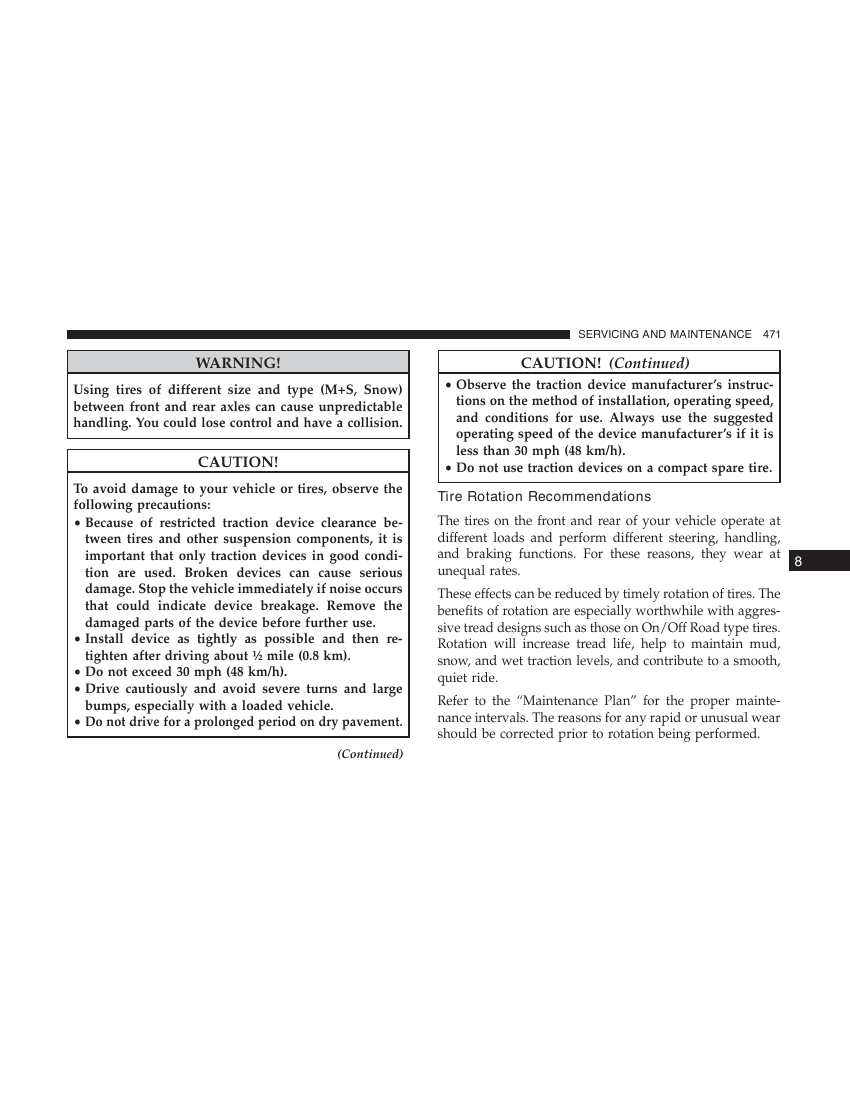 SERVICING AND MAINTENANCE 471
WARNING!
Using tires of different size and type (M+S, Snow)
between front and rear axles can cause unpredictable
handling. You could lose control and have a collision.
CAUTION!
To avoid damage to your vehicle or tires, observe the
following precautions:
• Because of restricted traction device clearance be-
tween tires and other suspension components, it is
important that only traction devices in good condi-
tion are used. Broken devices can cause serious
damage. Stop the vehicle immediately if noise occurs
that could indicate device breakage. Remove the
damaged parts of the device before further use.
• Install device as tightly as possible and then re-
tighten after driving about ½ mile (0.8 km).
• Do not exceed 30 mph (48 km/h).
• Drive cautiously and avoid severe turns and large
bumps, especially with a loaded vehicle.
• Do not drive for a prolonged period on dry pavement.
(Continued)
CAUTION! (Continued)
• Observe the traction device manufacturer’s instruc-
tions on the method of installation, operating speed,
and conditions for use. Always use the suggested
operating speed of the device manufacturer’s if it is
less than 30 mph (48 km/h).
• Do not use traction devices on a compact spare tire.
Tire Rotation Recommendations
The tires on the front and rear of your vehicle operate at
different loads and perform different steering, handling,
and braking functions. For these reasons, they wear at
unequal rates.
These effects can be reduced by timely rotation of tires. The
benefits of rotation are especially worthwhile with aggres-
sive tread designs such as those on On/Off Road type tires.
Rotation will increase tread life, help to maintain mud,
snow, and wet traction levels, and contribute to a smooth,
quiet ride.
Refer to the “Maintenance Plan” for the proper mainte-
nance intervals. The reasons for any rapid or unusual wear
should be corrected prior to rotation being performed.
8